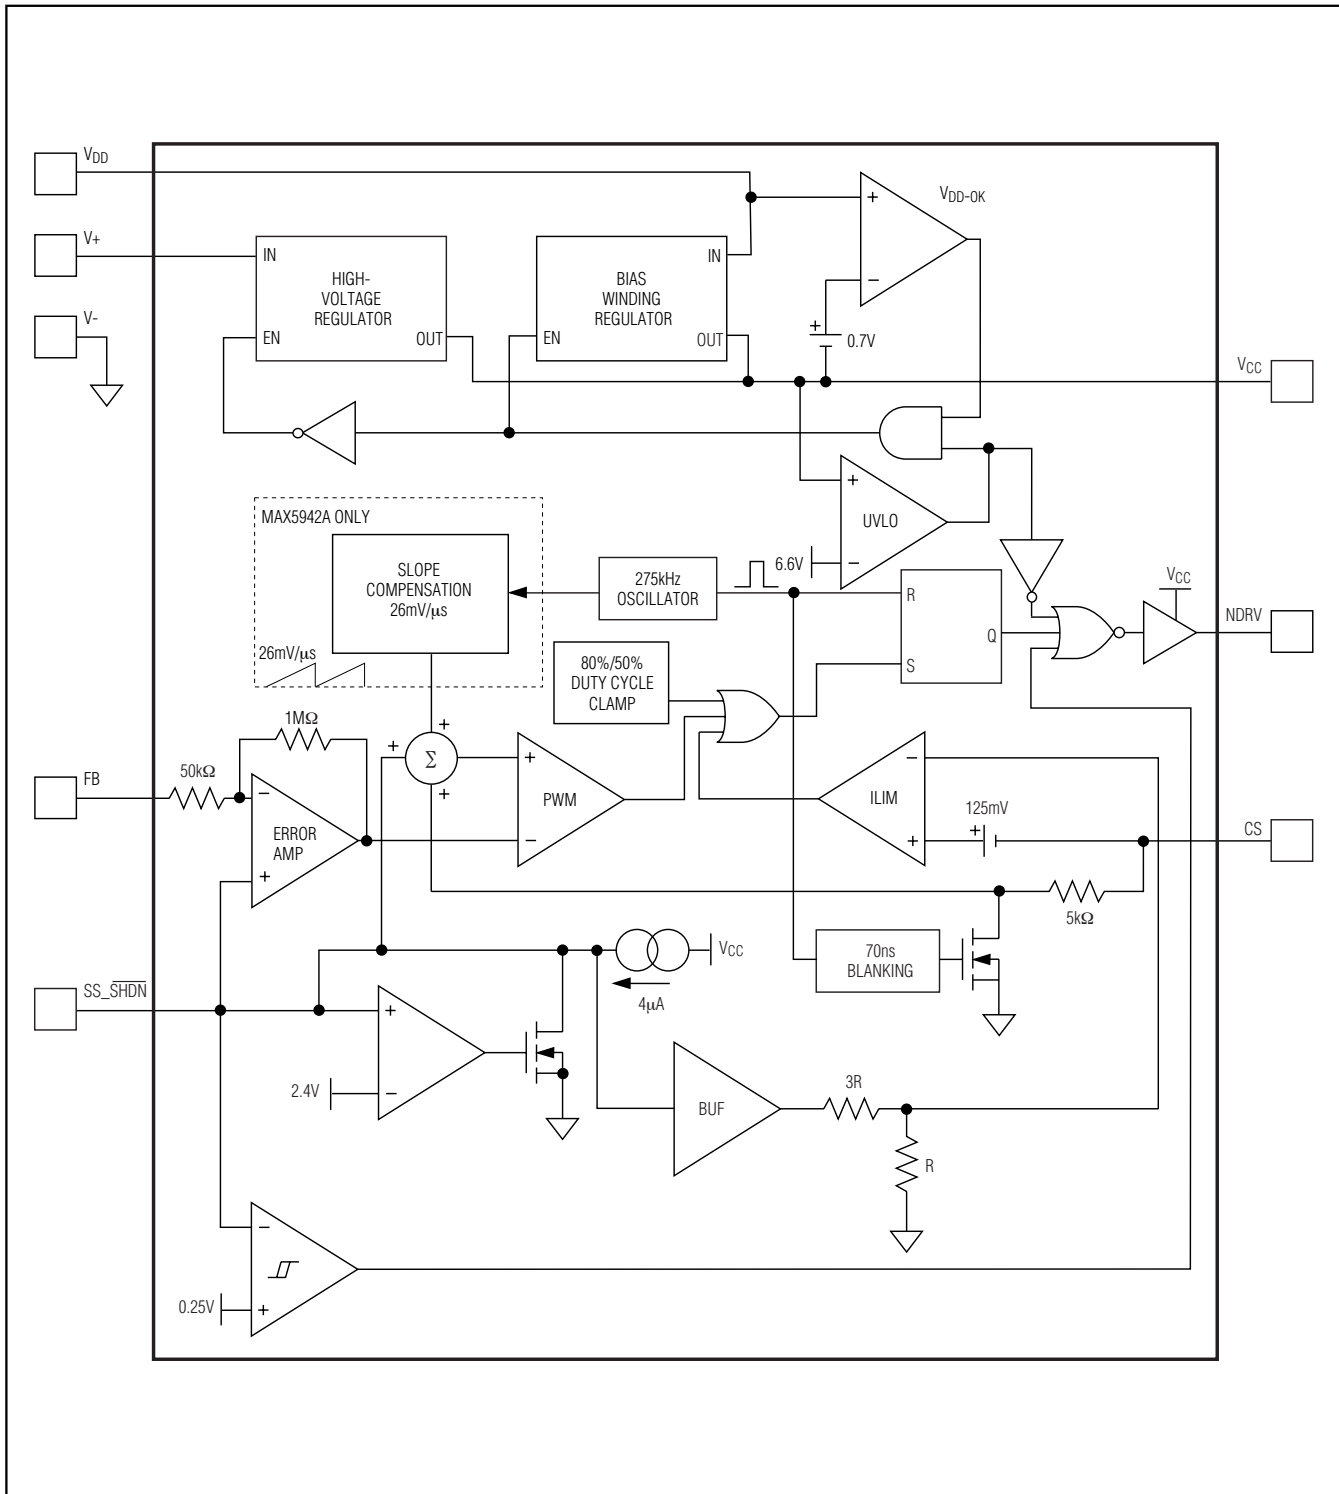 VDD
VDD-OK
V+
IN
HIGH-
VOLTAGE
REGULATOR
EN
OUT
BIAS
WINDING
REGULATOR
IN
EN
OUT
+
−
+
0.7V
V-
VCC
MAX5942A ONLY
SLOPE
COMPENSATION
26mV/µs
26mV/µs
275kHz
OSCILLATOR
+
UVLO
−
6.6V
R
Q
S
VCC
NDRV
80%/50%
DUTY CYCLE
CLAMP
1MΩ
+
+
Σ
+
+
PWM
−
−
ILIM
+
125mV
+
FB
50kΩ
−
ERROR
AMP
+
CS
5kΩ
70ns
BLANKING
VCC
4µA
SS_SHDN
+
−
2.4V
BUF
3R
R
−
+
0.25V